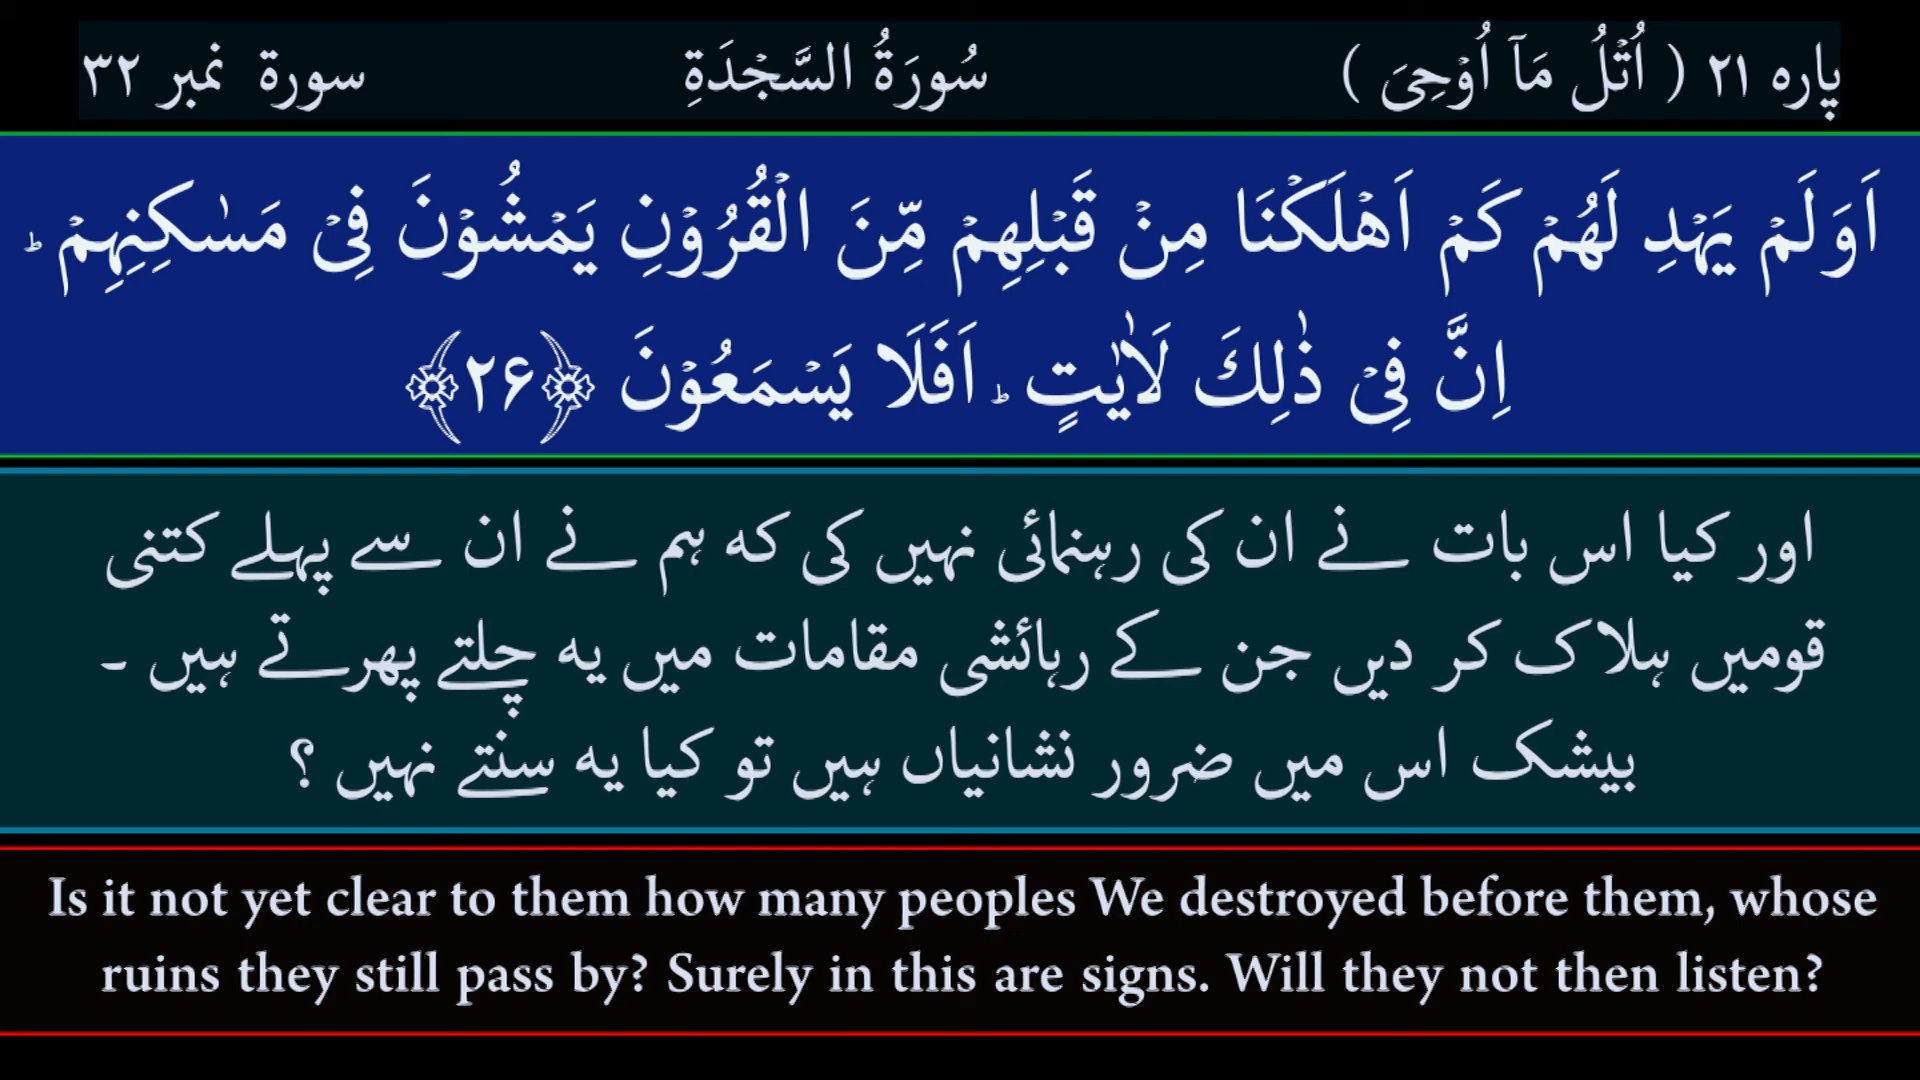 پارہ ۲۱ ( اُتْلُ مَآ اُوْحِیَ ) سُورَةُ السَّجْدَةِ سورۃ نمبر ۳۲
اَوَلَمْ یَہْدِ لَہُمْ کَمْ اَہْلَکْنَا مِنْ قَبْلِہِمْ مِّنَ الْقُرُوْنِ یَمْشُوْنَ فِیْ مَسٰکِنِہِمْ ؕ
اِنَّ فِیْ ذٰلِکَ لَاٰیٰتٍ ؕ اَفَلَا یَسْمَعُوْنَ ﴿۲۶﴾
اور کیا اس بات نے ان کی رہنمائی نہیں کی کہ ہم نے ان سے پہلے کتنی
قومیں ہلاک کر دیں جن کے رہائشی مقامات میں یہ چلتے پھرتے ہیں ۔
بیشک اس میں ضرور نشانیاں ہیں تو کیا یہ سنتے نہیں ؟
Is it not yet clear to them how many peoples We destroyed before them, whose
ruins they still pass by? Surely in this are signs. Will they not then listen?